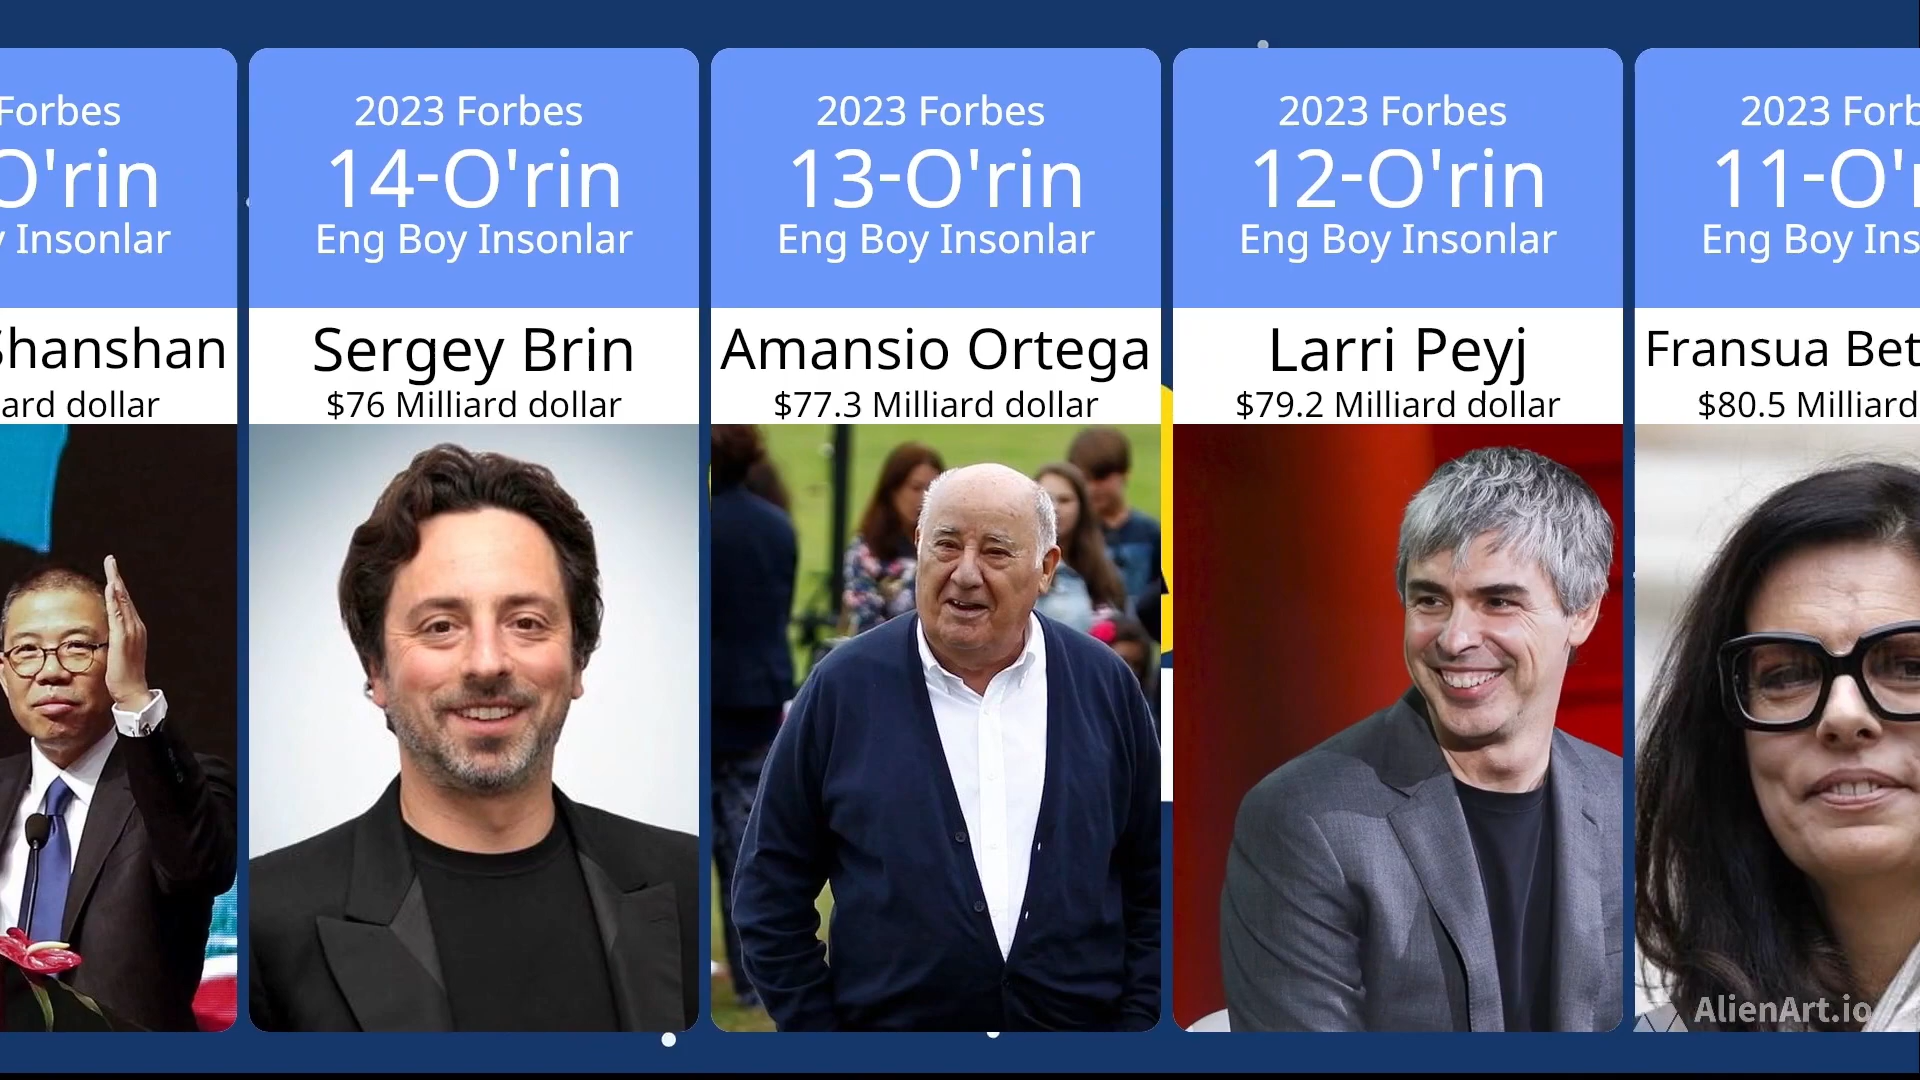 Forbes
O'rin
Insonlar
Shanshan
ard dollar
2023 Forbes
14-O'rin
Eng Boy Insonlar
Sergey Brin
$76 Milliard dollar
2023 Forbes
13-O'rin
Eng Boy Insonlar
Amansio Ortega
$77.3 Milliard dollar
2023 Forbes
12-O'rin
Eng Boy Insonlar
Larri Peyj
$79.2 Milliard dollar
2023 Forb
11-O'r
Eng Boy Ins
Fransua Bet
$80.5 Milliard
AlienArt.io